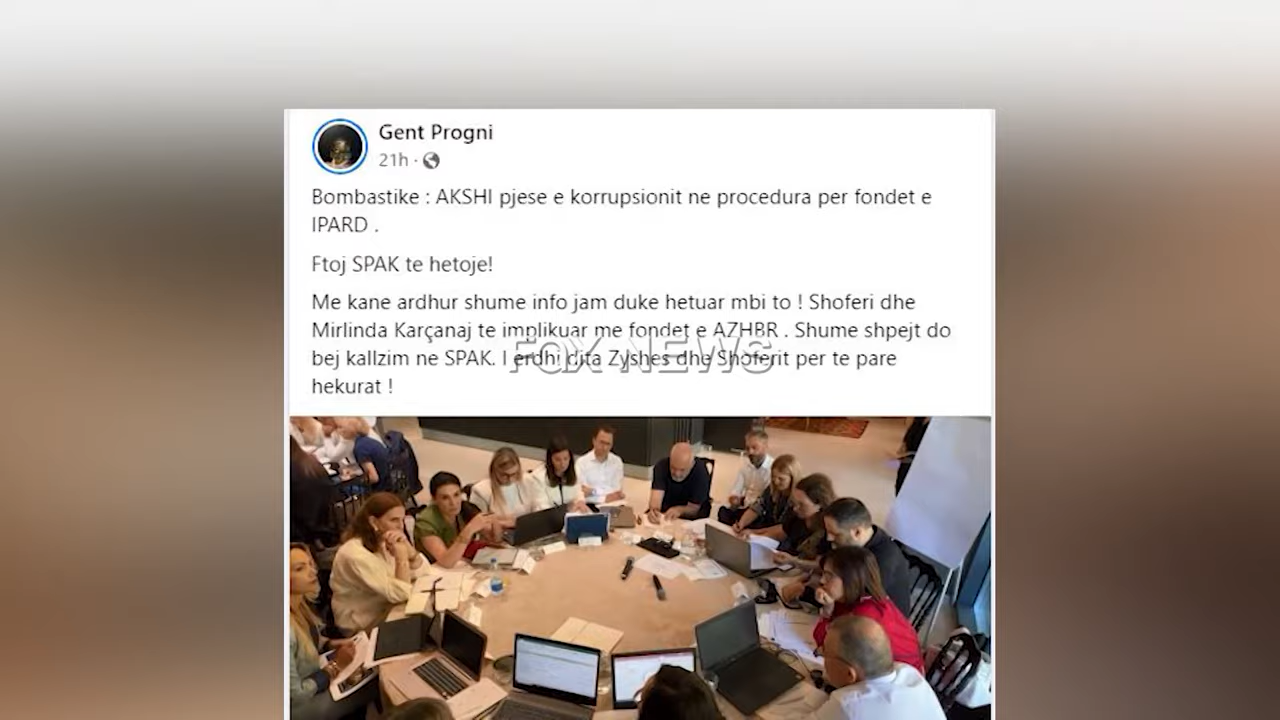 Gent Progni
21h ·
Bombastike : AKSHI pjese e korrupsionit ne procedura per fondet e
IPARD .
Ftoj SPAK te hetoje!
Me kane ardhur shume info jam duke hetuar mbi to ! Shoferi dhe
Mirlinda Karçanaj te implikuar me fondet e AZHBR . Shume shpejt do
bej kallzim ne SPAK. I erdhi dita Zyshes dhe Shoferit per te pare
hekurat !
FOX NEWS